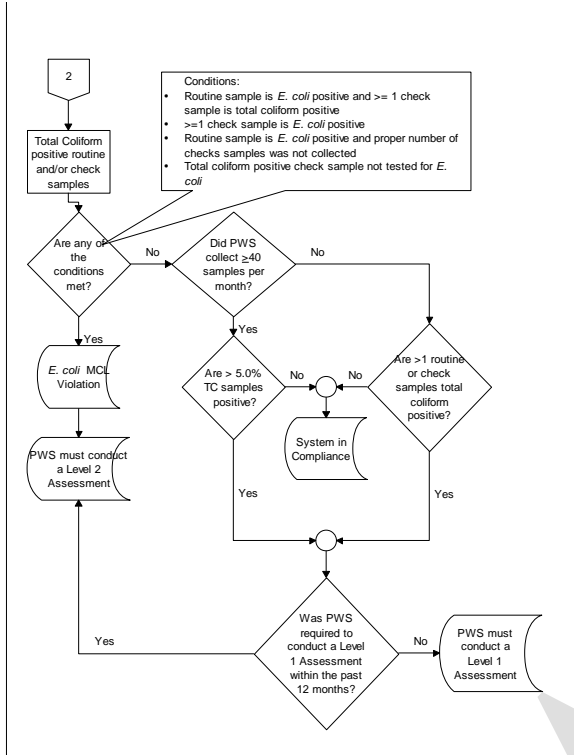 2
Conditions:
• Routine sample is E. coli positive and >= 1 check
sample is total coliform positive
• >=1 check sample is E. coli positive
• Routine sample is E. coli positive and proper number of
checks samples was not collected
• Total coliform positive check sample not tested for E.
coli
Total Coliform
positive routine
and/or check
samples
Are any of
the
conditions
met?
No
Did PWS
collect ≥40
samples per
month?
No
Yes
Yes
E. coli MCL
Violation
Are > 5.0%
TC samples
positive?
No
No
Are >1 routine
or check
samples total
coliform
positive?
System in
Compliance
PWS must conduct
a Level 2
Assessment
Yes
Yes
Was PWS
required to
conduct a Level
1 Assessment
within the past
12 months?
Yes
No
PWS must
conduct a
Level 1
Assessment